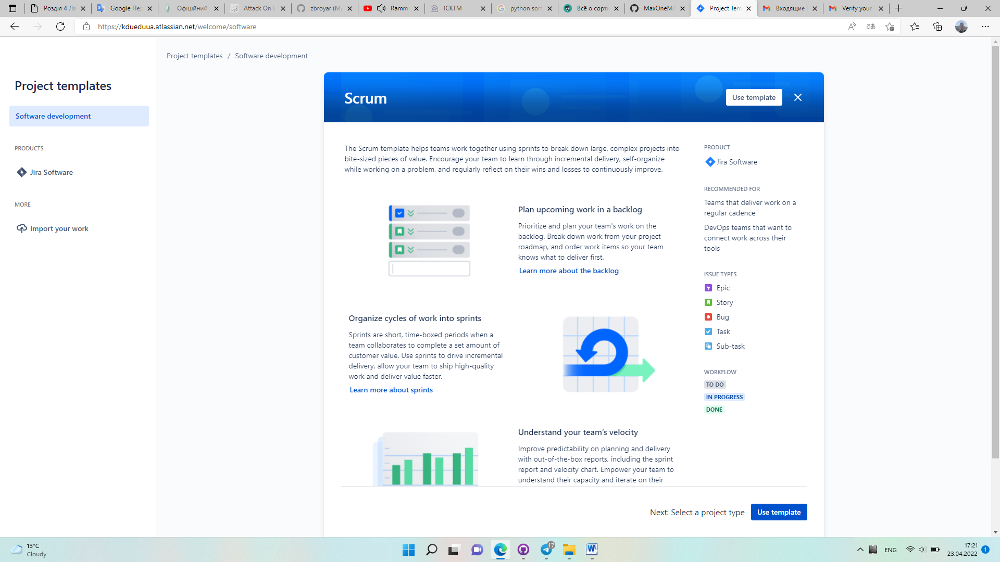 Розділ 4 Ла
Google Пер
Офіційний
Attack On E
zbroyar (My
Ramms
ІСКТМ
python sort
Всё о сорти
MaxOneM/
Project Tem
Входящие
Verify your
https://kdueduua.atlassian.net/welcome/software
Project templates / Software development
Project templates
Software development
PRODUCTS
Jira Software
MORE
Import your work
Scrum
Use template
The Scrum template helps teams work together using sprints to break down large, complex projects into
bite-sized pieces of value. Encourage your team to learn through incremental delivery, self-organize
while working on a problem, and regularly reflect on their wins and losses to continuously improve.
Plan upcoming work in a backlog
Prioritize and plan your team's work on the
backlog. Break down work from your project
roadmap, and order work items so your team
knows what to deliver first.
Learn more about the backlog
Organize cycles of work into sprints
Sprints are short, time-boxed periods when a
team collaborates to complete a set amount of
customer value. Use sprints to drive incremental
delivery, allow your team to ship high-quality
work and deliver value faster.
Learn more about sprints
Understand your team’s velocity
Improve predictability on planning and delivery
with out-of-the-box reports, including the sprint
report and velocity chart. Empower your team to
understand their capacity and iterate on their
PRODUCT
Jira Software
RECOMMENDED FOR
Teams that deliver work on a
regular cadence
DevOps teams that want to
connect work across their
tools
ISSUE TYPES
Epic
Story
Bug
Task
Sub-task
WORKFLOW
TO DO
IN PROGRESS
DONE
Next: Select a project type
Use template
13°C
Cloudy
17
ENG
17:21
23.04.2022
1